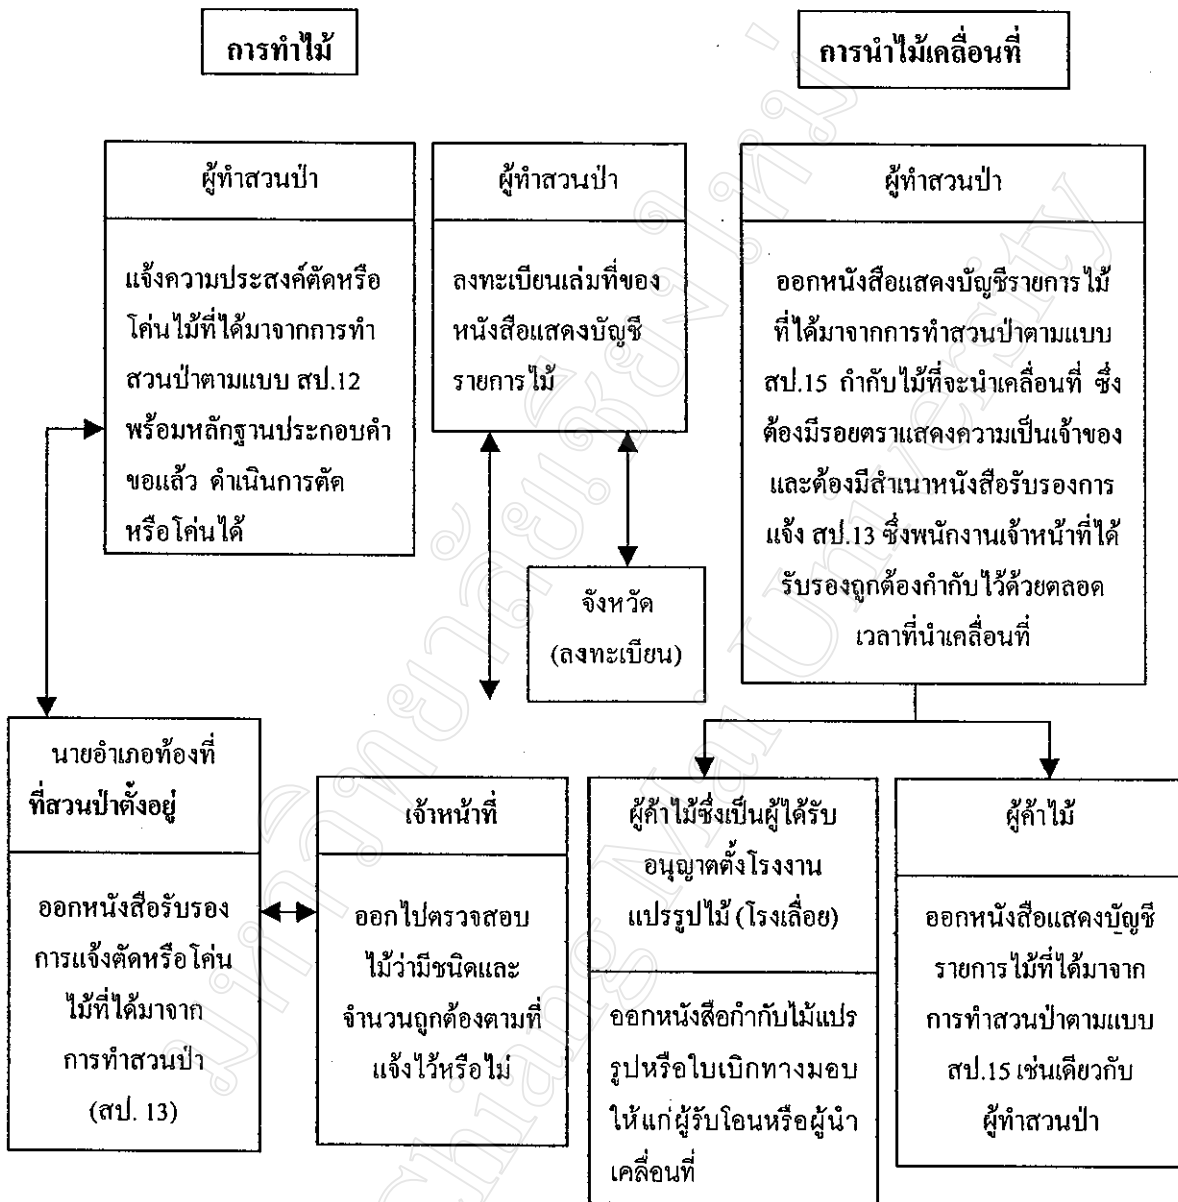 การทำไม้
การนำไม้เคลื่อนที่
ผู้ทำสวนป่า
แจ้งความประสงค์ตัดหรือ
โค่นไม้ที่ได้มาจากการทำ
สวนป่าตามแบบ สป.12
พร้อมหลักฐานประกอบคำ
ขอแล้ว ดำเนินการตัด
หรือโค่นได้
ผู้ทำสวนป่า
ลงทะเบียนเล่มที่ของ
หนังสือแสดงบัญชี
รายการไม้
ผู้ทำสวนป่า
ออกหนังสือแสดงบัญชีรายการไม้
ที่ได้มาจากการทำสวนป่าตามแบบ
สป.15 กำกับไม้ที่จะนำเคลื่อนที่ ซึ่ง
ต้องมีรอยตราแสดงความเป็นเจ้าของ
และต้องมีสำเนาหนังสือรับรองการ
แจ้ง สป.13 ซึ่งพนักงานเจ้าหน้าที่ได้
รับรองถูกต้องกำกับไว้ด้วยตลอด
เวลาที่นำเคลื่อนที่
จังหวัด
(ลงทะเบียน)
นายอำเภอท้องที่
ที่สวนป่าตั้งอยู่
ออกหนังสือรับรอง
การแจ้งตัดหรือโค่น
ไม้ที่ได้มาจาก
การทำสวนป่า
(สป. 13)
เจ้าหน้าที่
ออกไปตรวจสอบ
ไม้ว่ามีชนิดและ
จำนวนถูกต้องตามที่
แจ้งไว้หรือไม่
ผู้ค้าไม้ซึ่งเป็นผู้ได้รับ
อนุญาตตั้งโรงงาน
แปรรูปไม้ (โรงเลื่อย)
ออกหนังสือกำกับไม้แปร
รูปหรือใบเบิกทางมอบ
ให้แก่ผู้รับโอนหรือผู้นำ
เคลื่อนที่
ผู้ค้าไม้
ออกหนังสือแสดงบัญชี
รายการไม้ที่ได้มาจาก
การทำสวนป่าตามแบบ
สป.15 เช่นเดียวกับ
ผู้ทำสวนป่า
มหาวิทยาลัยเชียงใหม่
Chiang Mai University